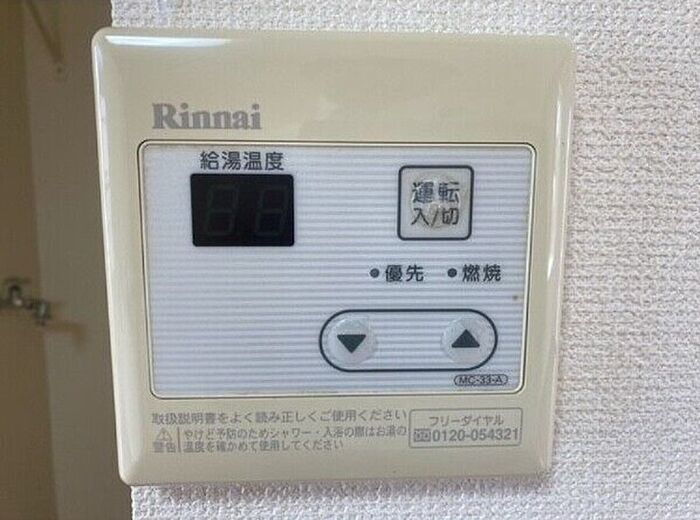 Rinnai
給湯温度
運転
入/切
優先
燃焼
▼ ▲
MC-33-A
取扱説明書をよく読み正しくご使用ください
警告 やけど予防のためシャワー・入浴の際はお湯の
温度を確かめて使用してください
フリーダイヤル
0120-054321